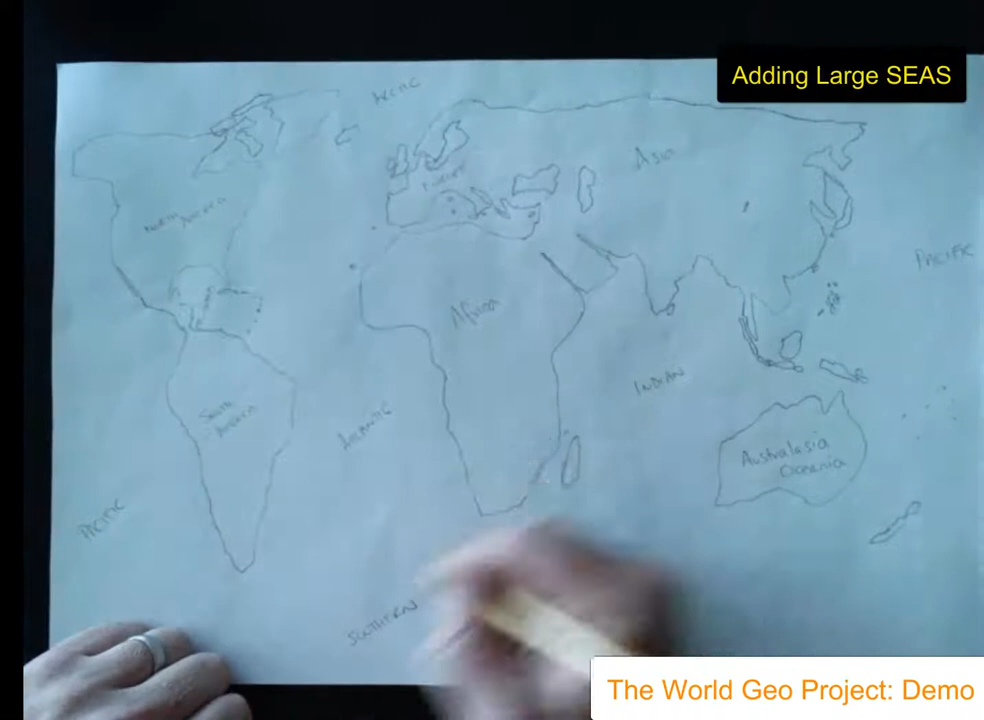 Adding Large SEAS
ARCTIC
Asia
Europe
North
America
PACIFIC
Africa
INDIAN
South
America
ATLANTIC
Australasia
Oceania
PACIFIC
SOUTHERN
The World Geo Project: Demo